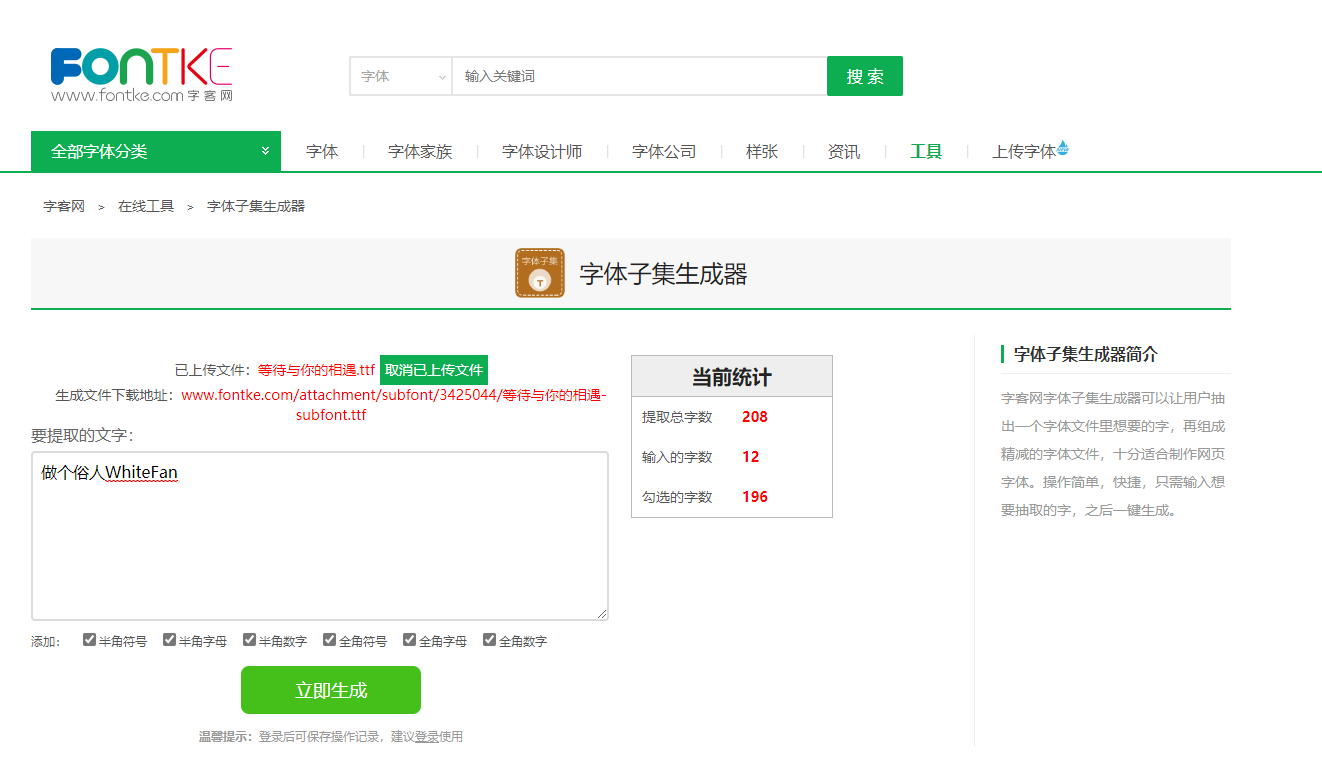 FONTKE
www.fontke.com 字客网
字体 输入关键词 搜 索
全部字体分类 字体 字体家族 字体设计师 字体公司 样张 资讯 工具 上传字体
字客网 > 在线工具 > 字体子集生成器
字体子集 T 字体子集生成器
已上传文件：等待与你的相遇.ttf 取消已上传文件
生成文件下载地址：www.fontke.com/attachment/subfont/3425044/等待与你的相遇-
subfont.ttf
要提取的文字：
做个俗人WhiteFan
添加： 半角符号 半角字母 半角数字 全角符号 全角字母 全角数字
立即生成
温馨提示：登录后可保存操作记录，建议登录使用
当前统计
提取总字数 208
输入的字数 12
勾选的字数 196
字体子集生成器简介
字客网字体子集生成器可以让用户抽
出一个字体文件里想要的字，再组成
精减的字体文件，十分适合制作网页
字体。操作简单，快捷，只需输入想
要抽取的字，之后一键生成。